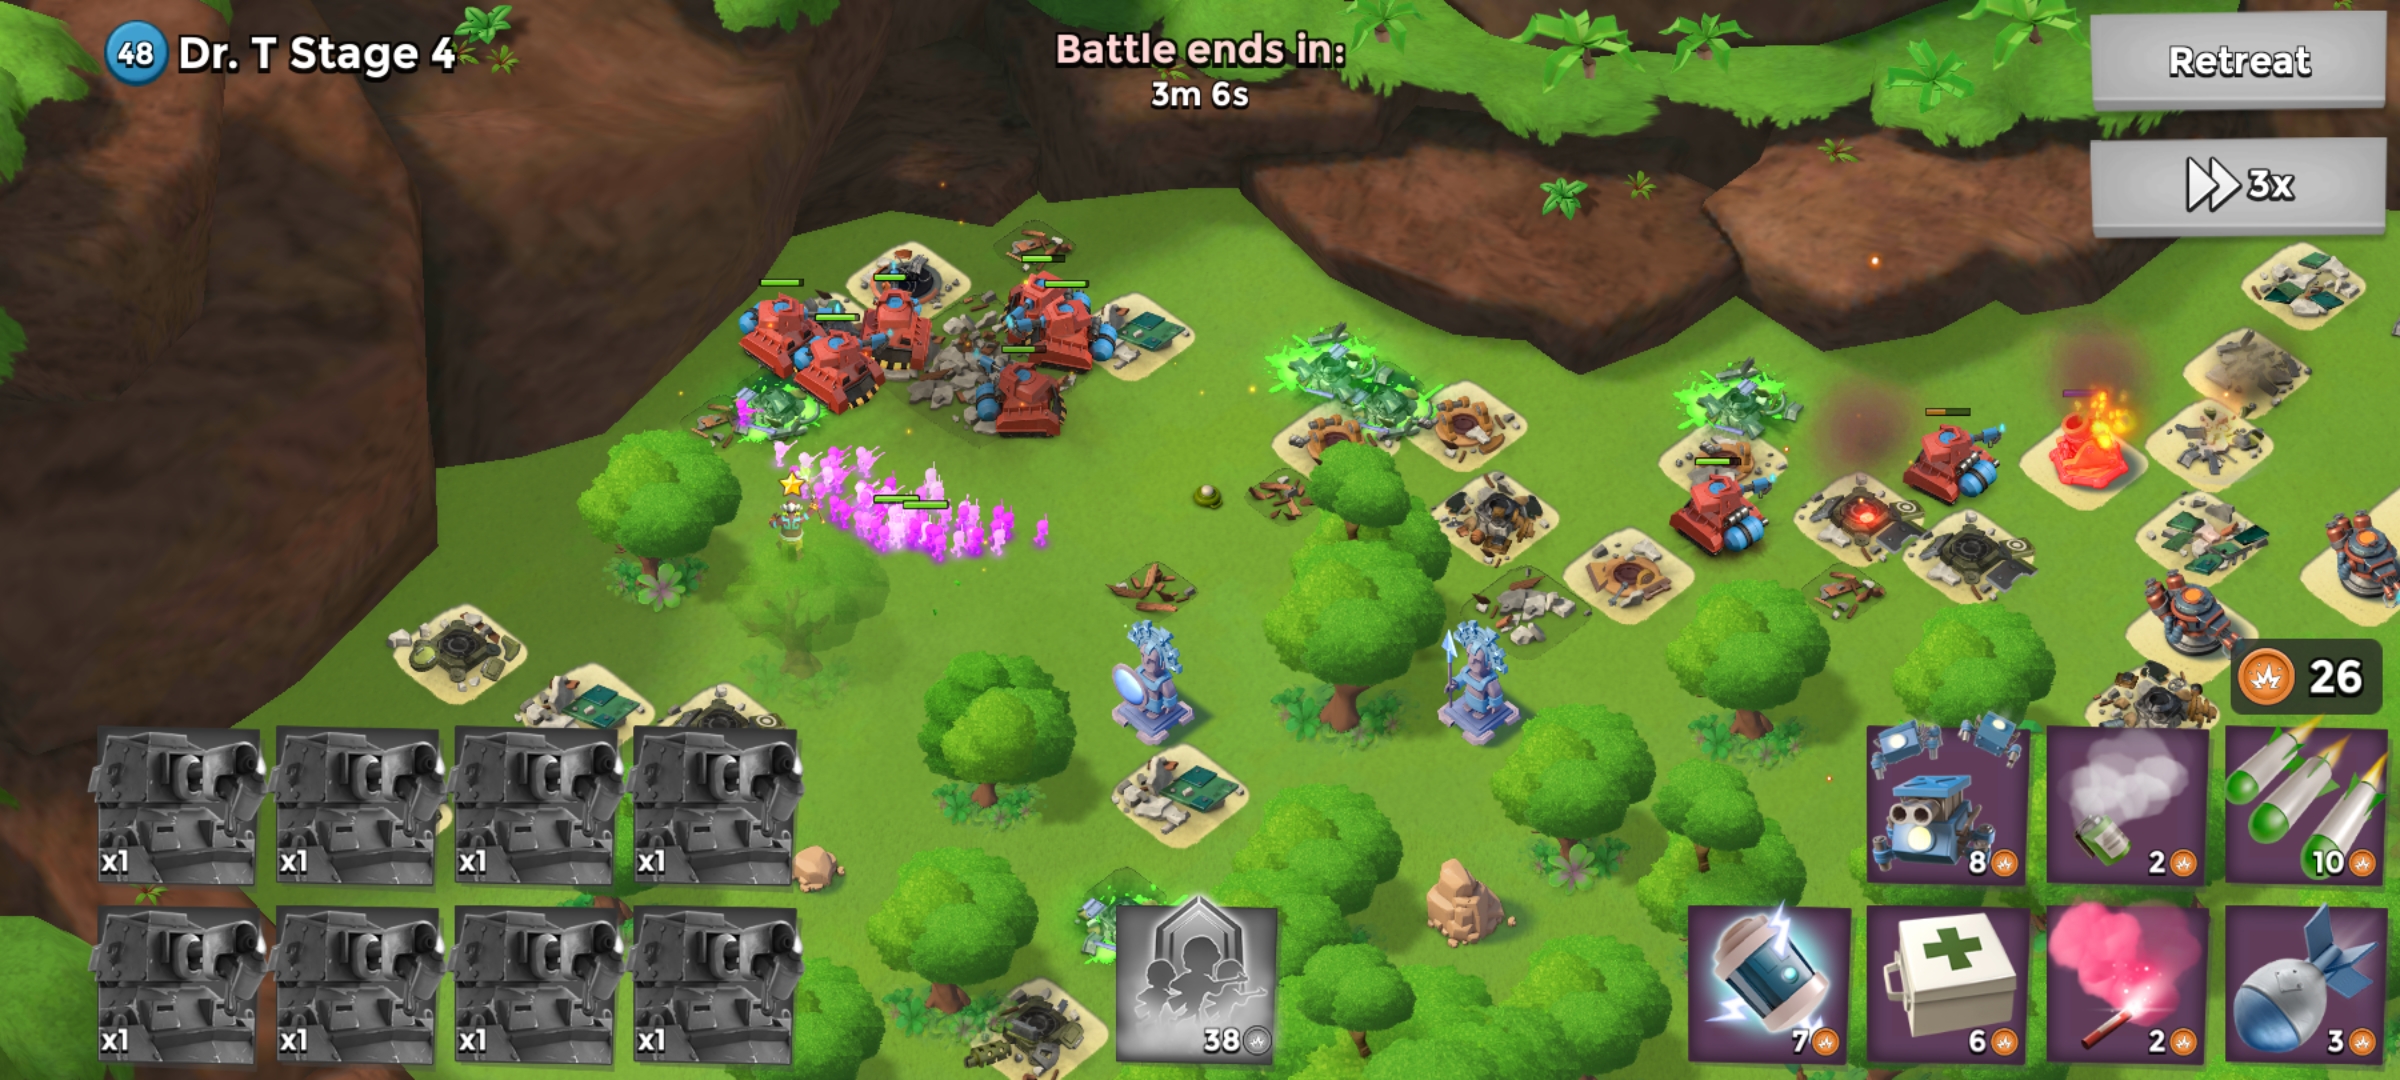 48 Dr. T Stage 4
Battle ends in:
3m 6s
Retreat
3x
26
x1
x1
x1
x1
8
2
10
x1
x1
x1
x1
38
7
6
2
3